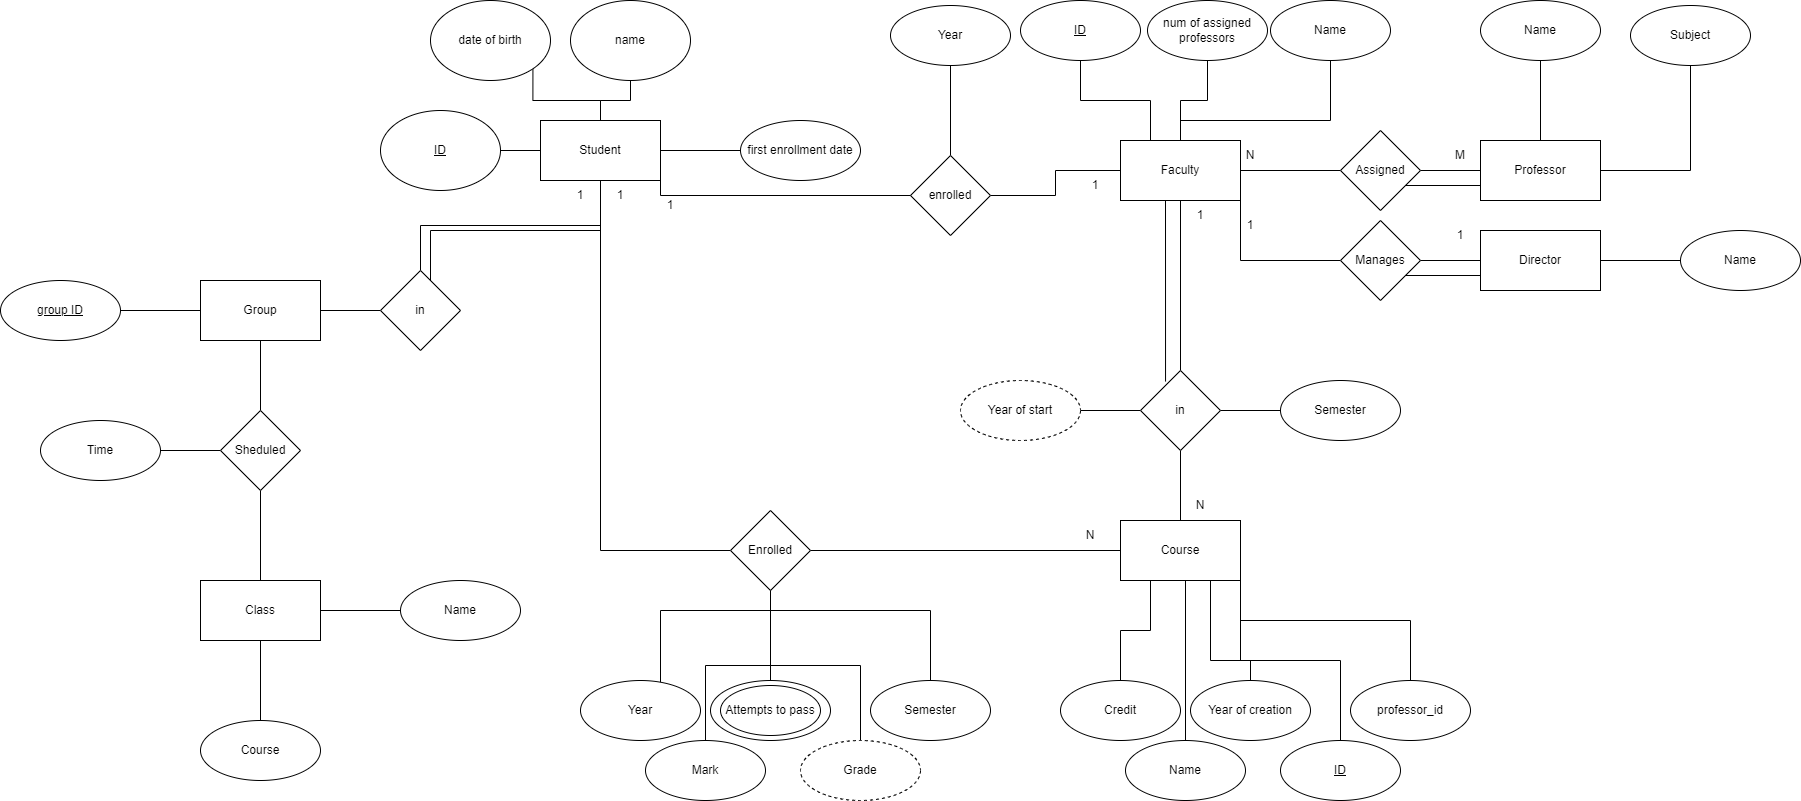 date of birth
name
Year
ID
num of assigned
professors
Name
Name
Subject
ID
Student
first enrollment date
enrolled
Faculty
N
Assigned
M
Professor
1
1
1
1
1
1
Manages
1
Director
Name
group ID
Group
in
Year of start
in
Semester
Time
Sheduled
N
Enrolled
N
Course
Class
Name
Year
Attempts to pass
Semester
Credit
Year of creation
professor_id
Course
Mark
Grade
Name
ID